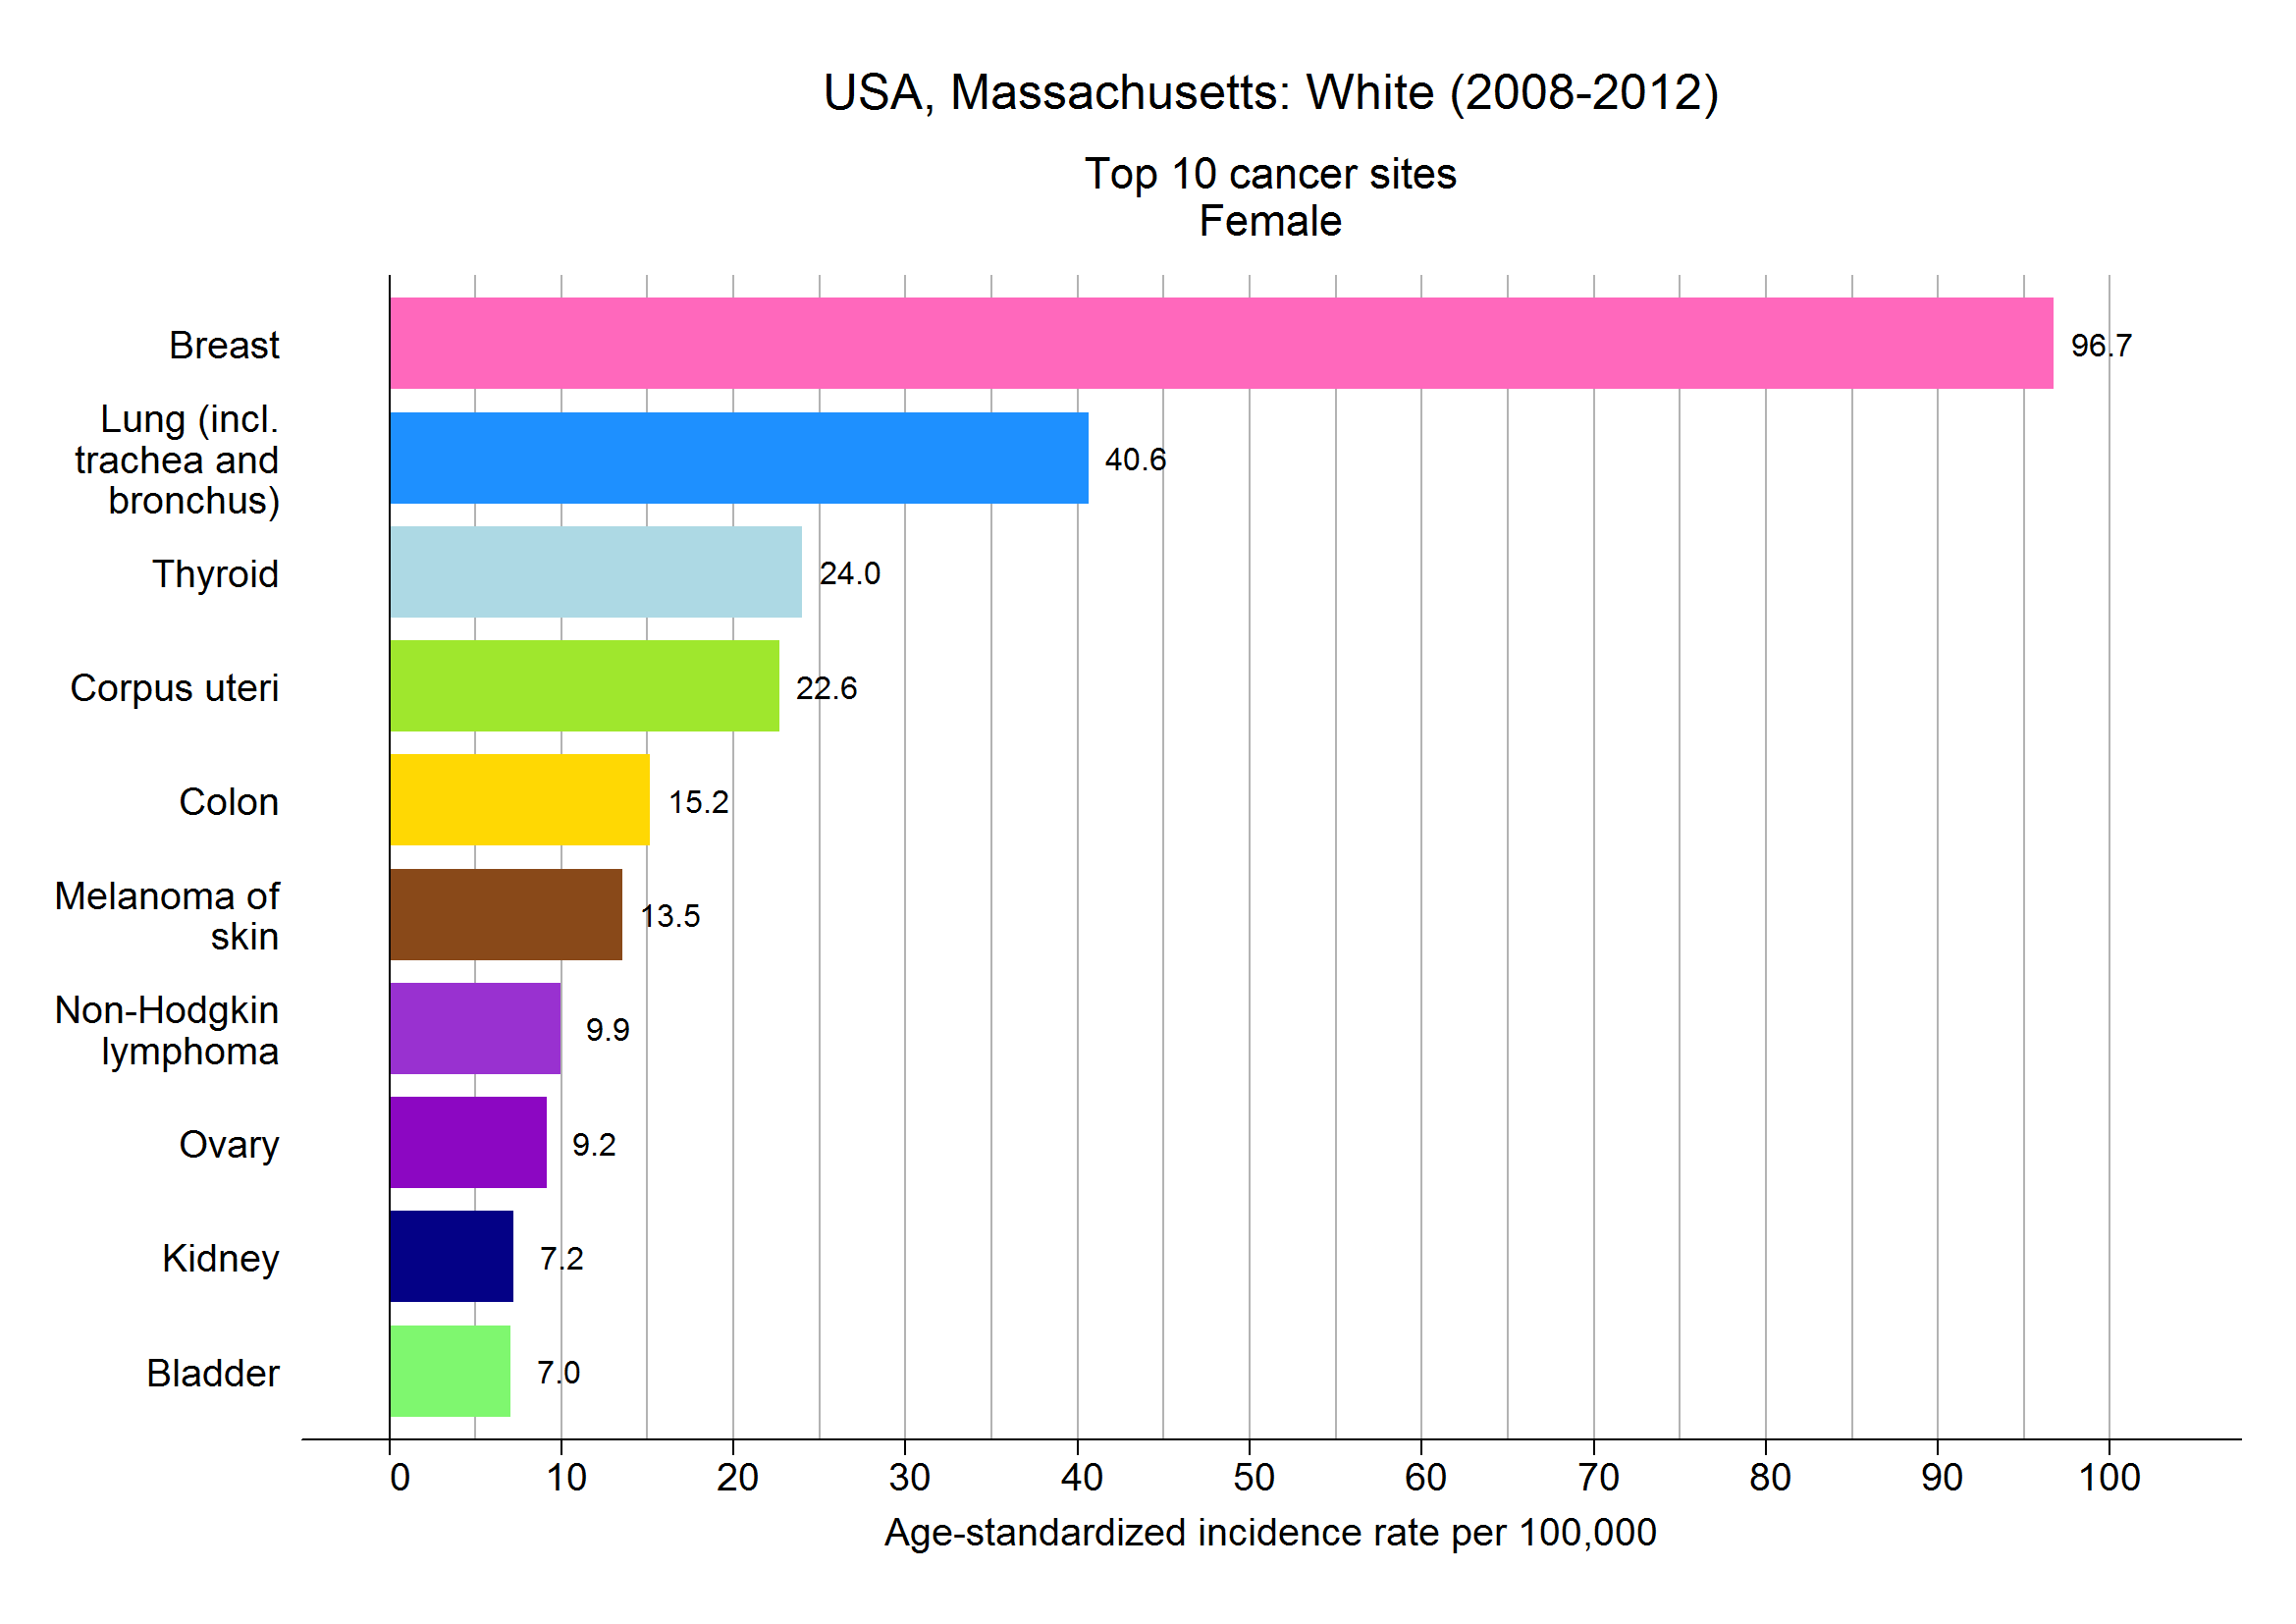 USA, Massachusetts: White (2008-2012)
Top 10 cancer sites
Female
Breast
96.7
Lung (incl.
trachea and
bronchus)
40.6
Thyroid
24.0
Corpus uteri
22.6
Colon
15.2
Melanoma of
skin
13.5
Non-Hodgkin
lymphoma
9.9
Ovary
9.2
Kidney
7.2
Bladder
7.0
0 10 20 30 40 50 60 70 80 90 100
Age-standardized incidence rate per 100,000